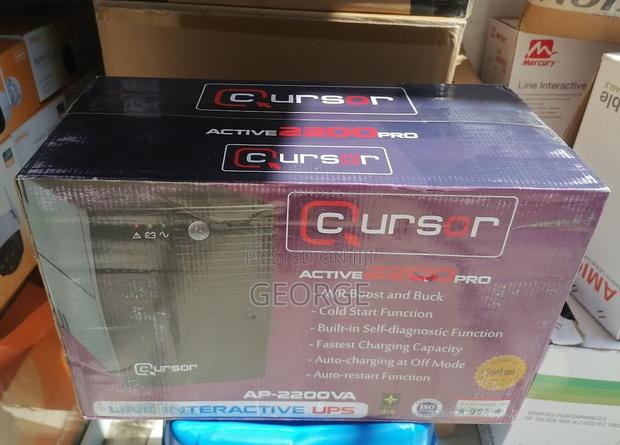 Cursor
ACTIVE 2200 PRO
Cursor
Cursor
ACTIVE 2200 PRO
- AVR Boost and Buck
- Cold Start Function
- Built-in Self-diagnostic Function
- Fastest Charging Capacity
- Auto-charging at Off Mode
- Auto-restart Function
Cursor
AP-2200VA
LINE INTERACTIVE UPS
ISO
POSTED ON JIJI
GEORGE
Mercury
Line Interactive